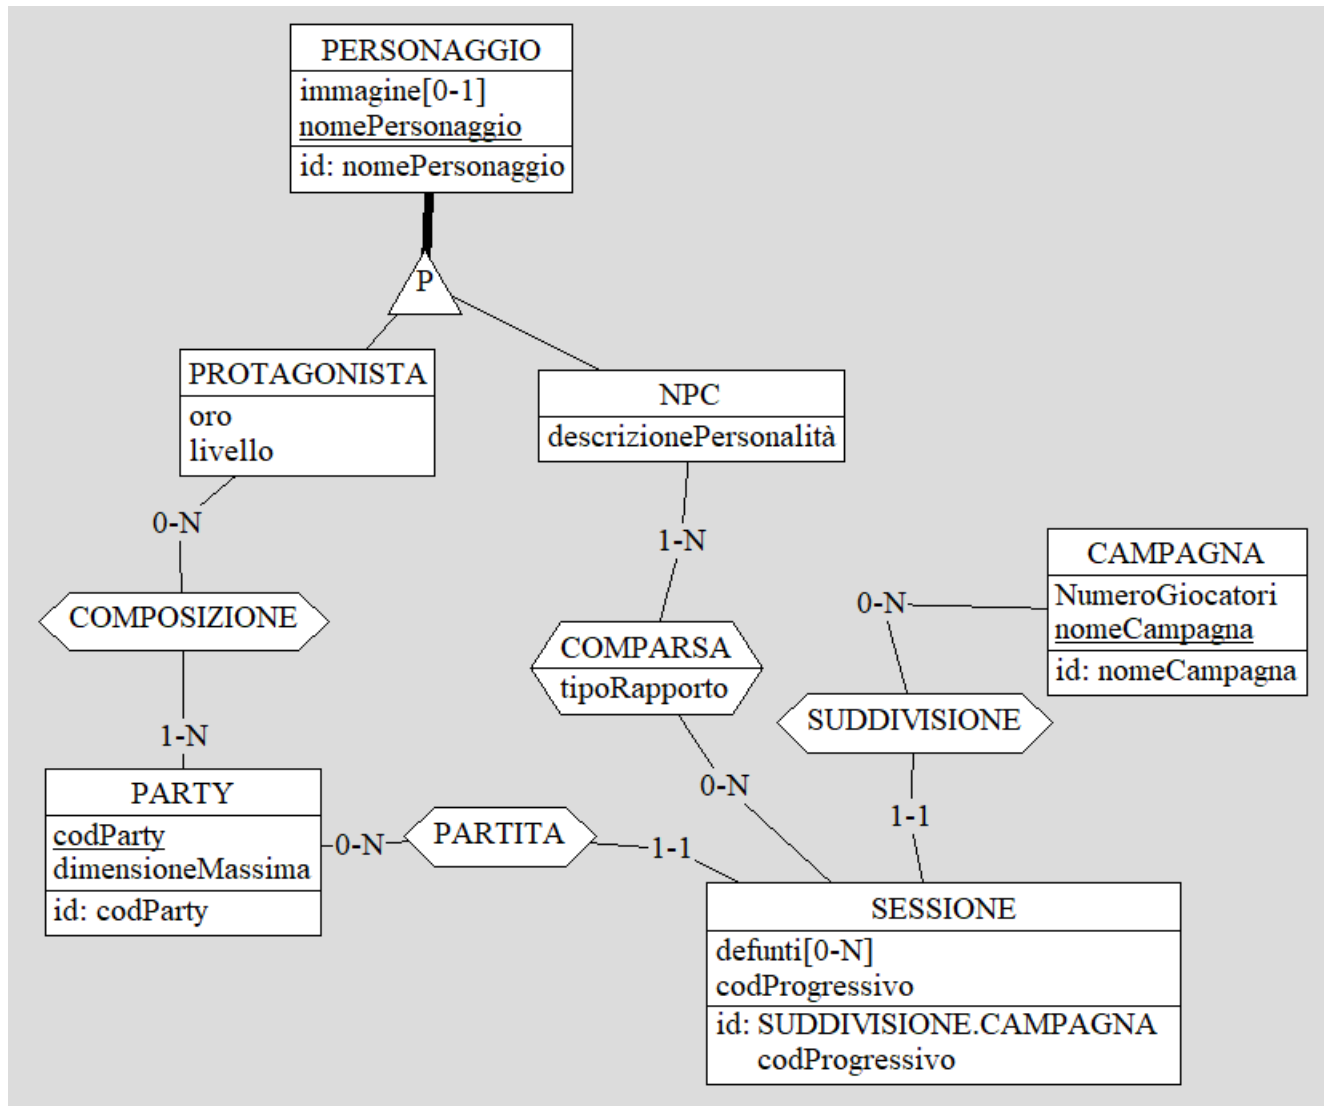 PERSONAGGIO
immagine[0-1]
nomePersonaggio
id: nomePersonaggio
P
PROTAGONISTA
oro
livello
NPC
descrizionePersonalità
0-N
1-N
CAMPAGNA
NumeroGiocatori
nomeCampagna
id: nomeCampagna
0-N
COMPOSIZIONE
COMPARSA
tipoRapporto
SUDDIVISIONE
1-N
0-N
1-1
PARTY
codParty
dimensioneMassima
id: codParty
0-N
PARTITA
1-1
SESSIONE
defunti[0-N]
codProgressivo
id: SUDDIVISIONE.CAMPAGNA
codProgressivo